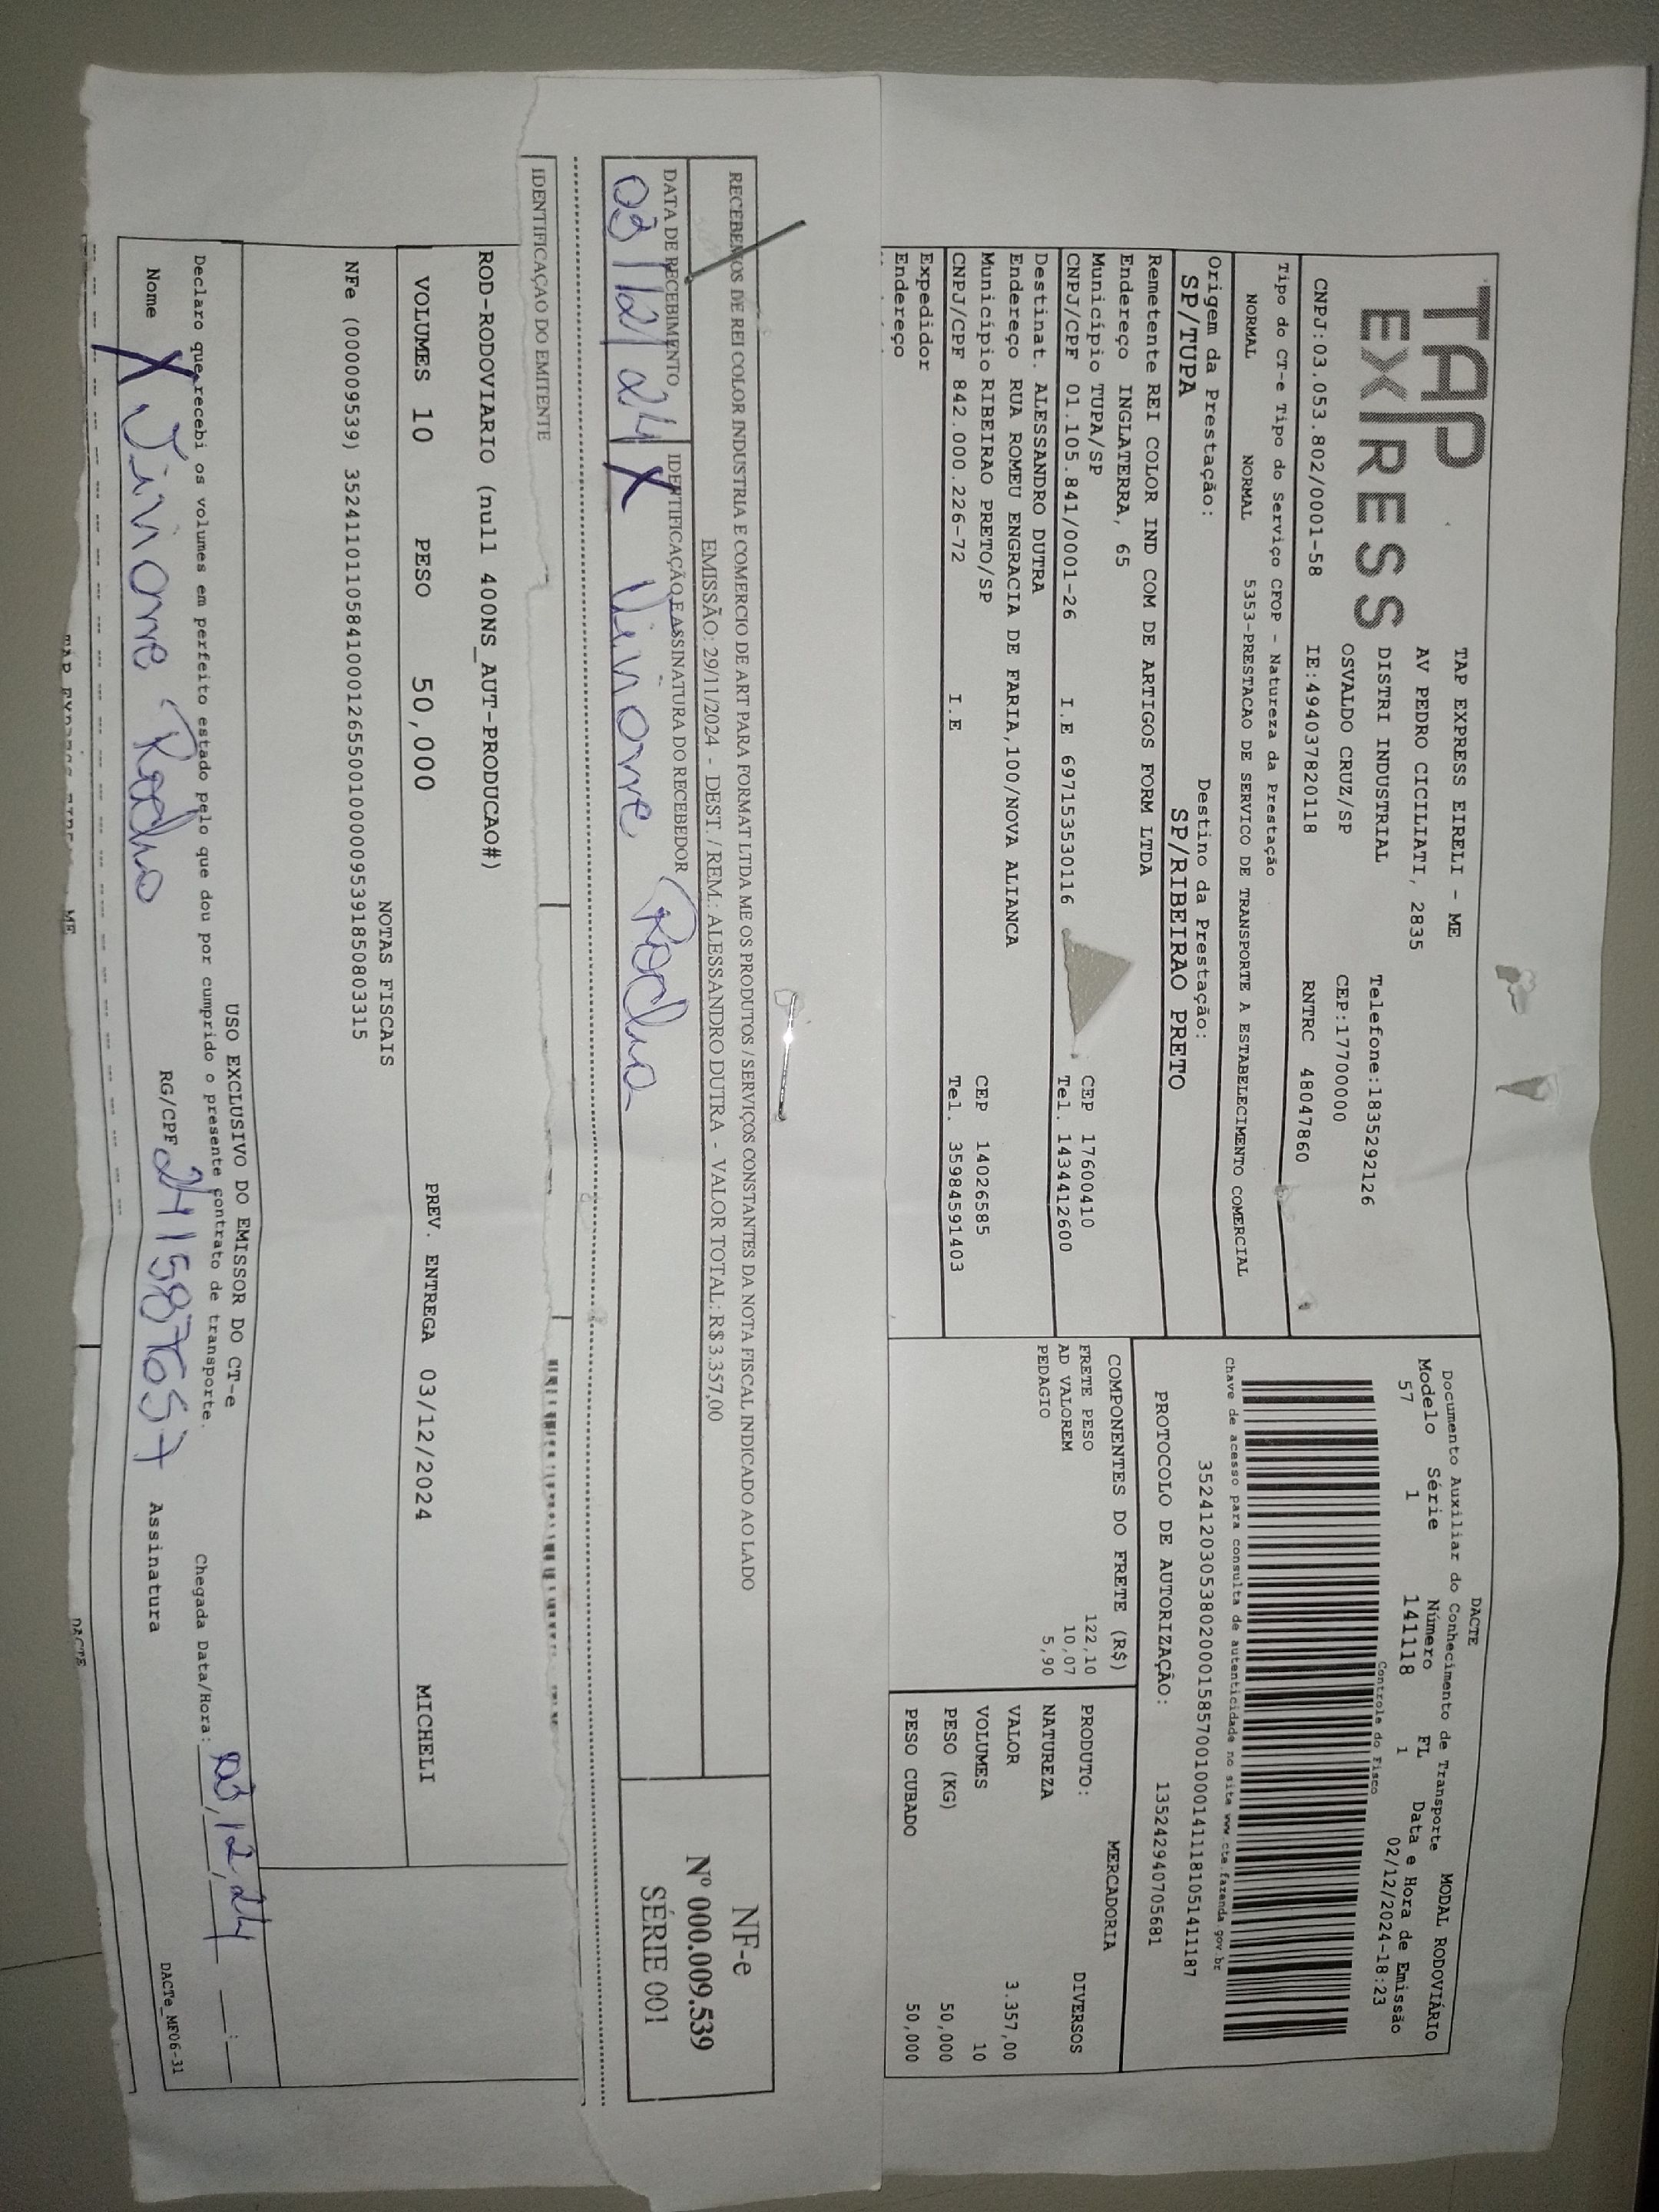 TAP
EXPRESS
TAP EXPRESS EIRELI - ME
AV PEDRO CICILIATI, 2835
DISTRI INDUSTRIAL Telefone:1835292126
OSVALDO CRUZ/SP CEP:17700000
CNPJ:03.053.802/0001-58 IE:494037820118 RNTRC 48047860
Tipo do CT-e Tipo do Serviço CFOP - Natureza da Prestação
NORMAL NORMAL 5353-PRESTACAO DE SERVICO DE TRANSPORTE A ESTABELECIMENTO COMERCIAL
Origem da Prestação: Destino da Prestação:
SP/TUPA SP/RIBEIRAO PRETO
Remetente REI COLOR IND COM DE ARTIGOS FORM LTDA
Endereço INGLATERRA, 65
Município TUPA/SP CEP 17600410
CNPJ/CPF 01.105.841/0001-26 I.E 697153530116 Tel. 1434412600
Destinat. ALESSANDRO DUTRA
Endereço RUA ROMEU ENGRACIA DE FARIA,100/NOVA ALIANCA
Município RIBEIRAO PRETO/SP CEP 14026585
CNPJ/CPF 842.000.226-72 I.E Tel. 35984591403
Expedidor
Endereço
DACTE
Documento Auxiliar do Conhecimento de Transporte MODAL RODOVIÁRIO
Modelo Série Número FL Data e Hora de Emissão
57 1 141118 1 02/12/2024-18:23
Controle do Fisco
Chave de acesso para consulta de autenticidade no site www.cte.fazenda.gov.br
35241203053802000158570010001411181051411187
PROTOCOLO DE AUTORIZAÇÃO: 135242940705681
COMPONENTES DO FRETE (R$)
FRETE PESO 122,10
AD VALOREM 10,07
PEDAGIO 5,90
MERCADORIA
PRODUTO: DIVERSOS
NATUREZA
VALOR 3.357,00
VOLUMES 10
PESO (KG) 50,000
PESO CUBADO 50,000
RECEBEMOS DE REI COLOR INDUSTRIA E COMERCIO DE ART PARA FORMAT LTDA ME OS PRODUTOS / SERVIÇOS CONSTANTES DA NOTA FISCAL INDICADO AO LADO
EMISSÃO: 29/11/2024 - DEST. / REM.: ALESSANDRO DUTRA - VALOR TOTAL: R$ 3.357,00
DATA DE RECEBIMENTO IDENTIFICAÇÃO E ASSINATURA DO RECEBEDOR
03/12/24 X
NF-e
Nº 000.009.539
SÉRIE 001
IDENTIFICAÇAO DO EMITENTE
ROD-RODOVIARIO (null 400NS_AUT-PRODUCAO#)
VOLUMES 10 PESO 50,000 PREV. ENTREGA 03/12/2024 MICHELI
NOTAS FISCAIS
NFe (000009539) 35241101105841000126550010000095391850803315
USO EXCLUSIVO DO EMISSOR DO CT-e
Declaro que recebi os volumes em perfeito estado pelo que dou por cumprido o presente contrato de transporte. Chegada Data/Hora: 03,12,24
Nome X RG/CPF 241587657 Assinatura
DACTe_MF06-31
TAP EXPRESS EIRELI - ME DACTE